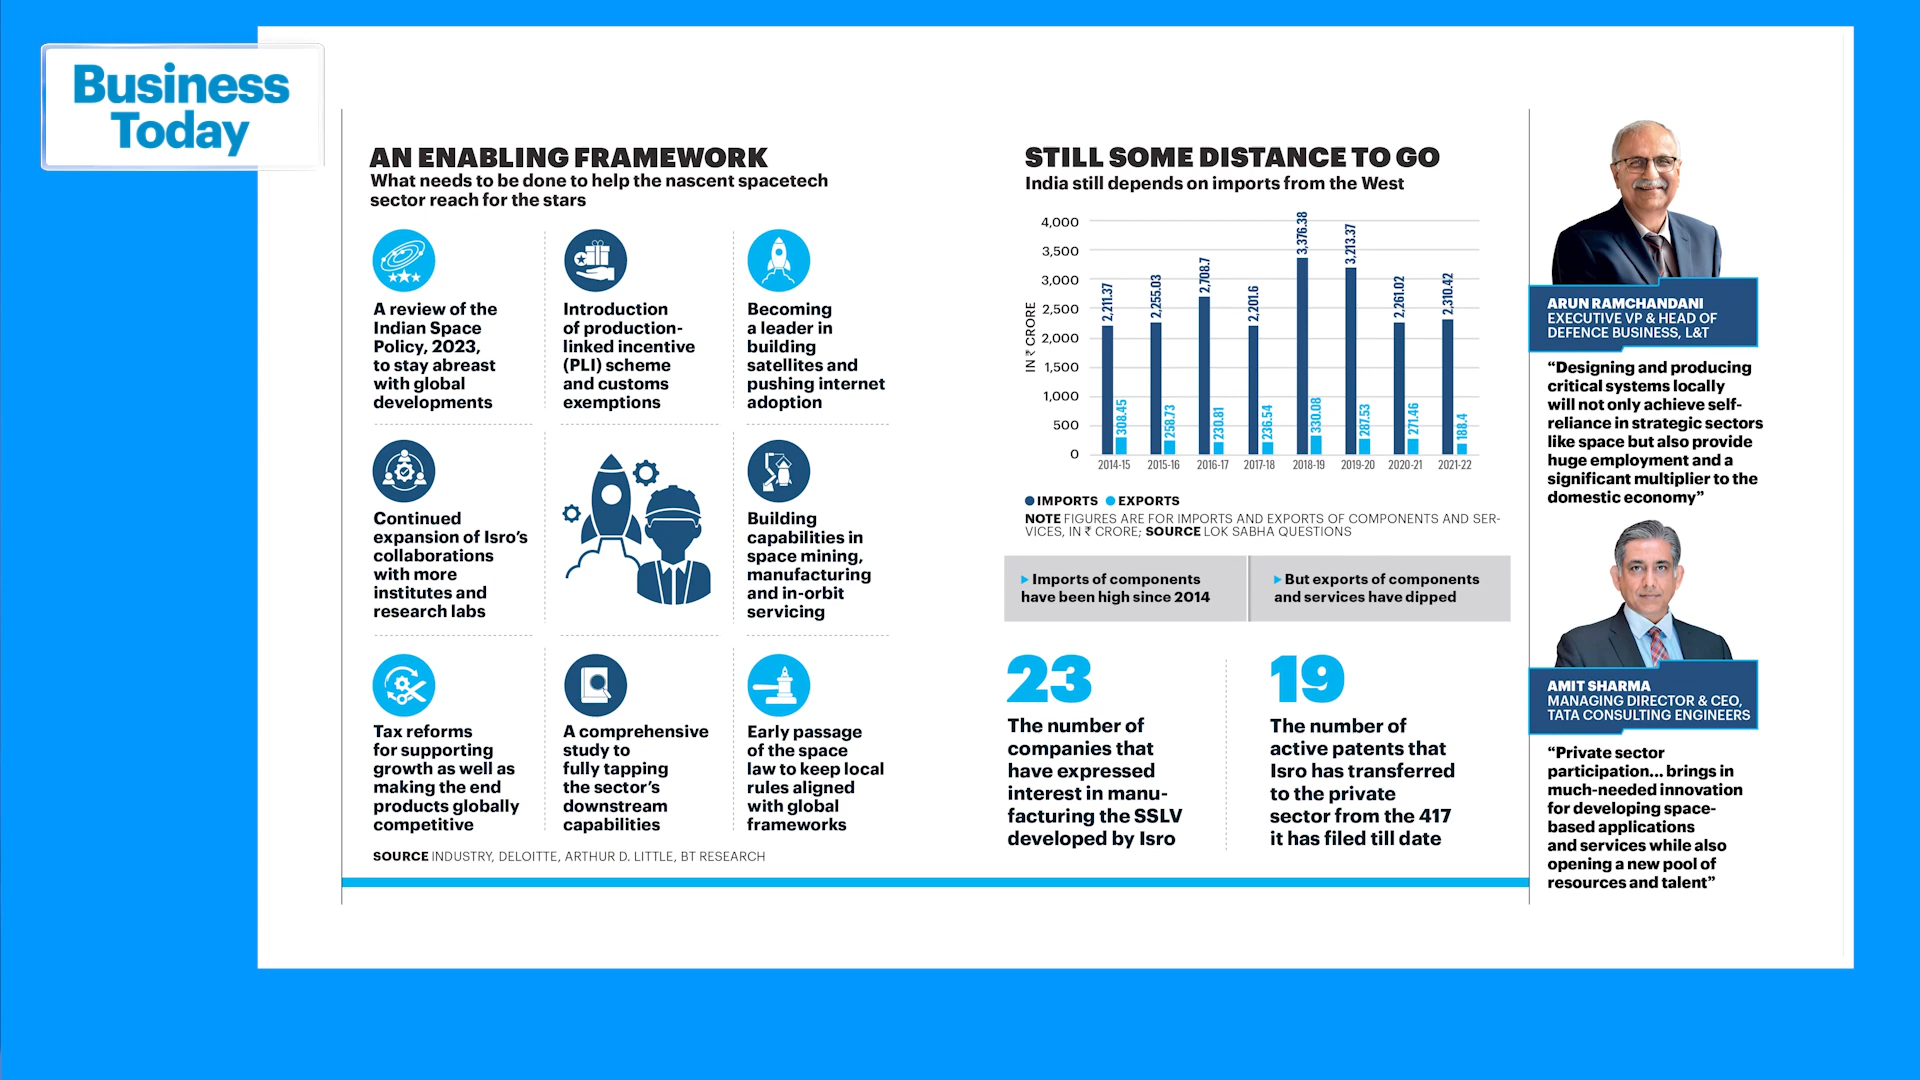 Business
Today
AN ENABLING FRAMEWORK
What needs to be done to help the nascent spacetech
sector reach for the stars
A review of the
Indian Space
Policy, 2023,
to stay abreast
with global
developments
Introduction
of production-
linked incentive
(PLI) scheme
and customs
exemptions
Becoming
a leader in
building
satellites and
pushing internet
adoption
Continued
expansion of Isro's
collaborations
with more
institutes and
research labs
Building
capabilities in
space mining,
manufacturing
and in-orbit
servicing
Tax reforms
for supporting
growth as well as
making the end
products globally
competitive
A comprehensive
study to
fully tapping
the sector's
downstream
capabilities
Early passage
of the space
law to keep local
rules aligned
with global
frameworks
SOURCE INDUSTRY, DELOITTE, ARTHUR D. LITTLE, BT RESEARCH
STILL SOME DISTANCE TO GO
India still depends on imports from the West
IN ₹ CRORE
4,000
3,500
3,000
2,500
2,000
1,500
1,000
500
0
2,211.37
308.45
2,255.03
258.73
2,708.7
230.81
2,201.6
236.54
3,376.38
330.08
3,213.37
287.53
2,261.02
271.46
2,310.42
188.4
2014-15 2015-16 2016-17 2017-18 2018-19 2019-20 2020-21 2021-22
IMPORTS EXPORTS
NOTE FIGURES ARE FOR IMPORTS AND EXPORTS OF COMPONENTS AND SER-
VICES, IN ₹ CRORE; SOURCE LOK SABHA QUESTIONS
Imports of components
have been high since 2014
But exports of components
and services have dipped
23
The number of
companies that
have expressed
interest in manu-
facturing the SSLV
developed by Isro
19
The number of
active patents that
Isro has transferred
to the private
sector from the 417
it has filed till date
ARUN RAMCHANDANI
EXECUTIVE VP & HEAD OF
DEFENCE BUSINESS, L&T
“Designing and producing
critical systems locally
will not only achieve self-
reliance in strategic sectors
like space but also provide
huge employment and a
significant multiplier to the
domestic economy”
AMIT SHARMA
MANAGING DIRECTOR & CEO,
TATA CONSULTING ENGINEERS
“Private sector
participation... brings in
much-needed innovation
for developing space-
based applications
and services while also
opening a new pool of
resources and talent”